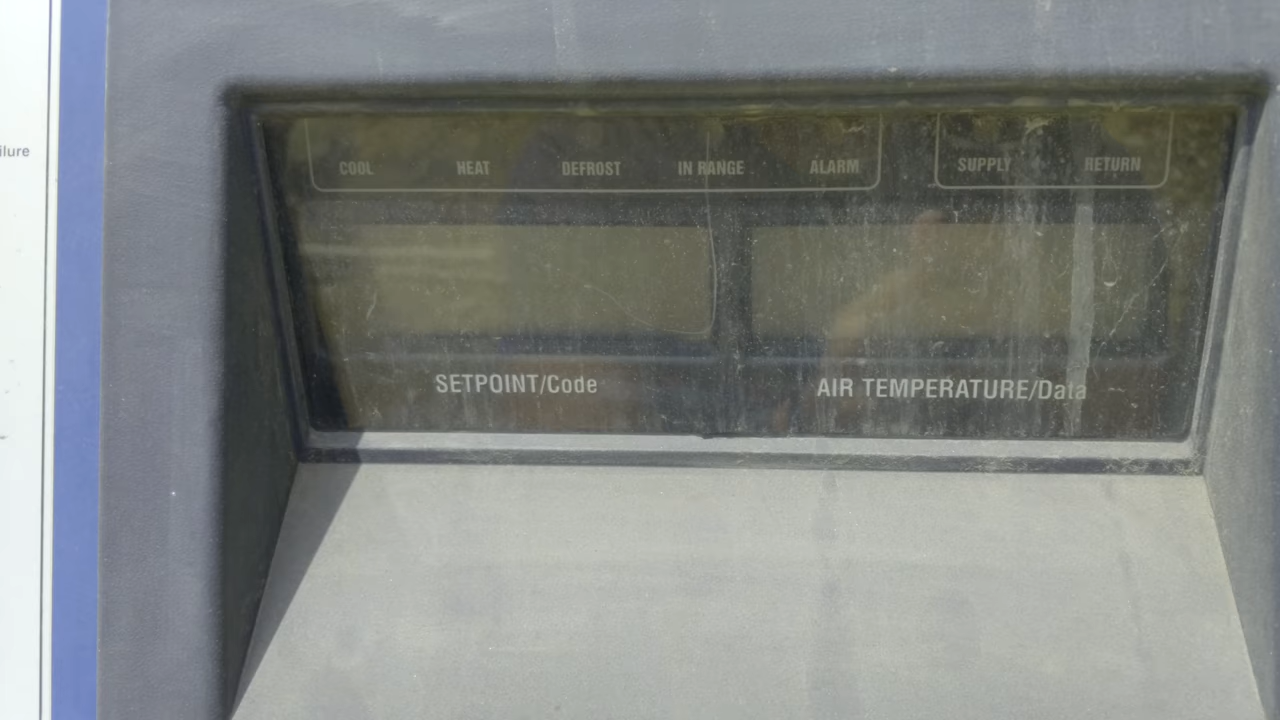 ilure
COOL HEAT DEFROST IN RANGE ALARM SUPPLY RETURN
SETPOINT/Code AIR TEMPERATURE/Data